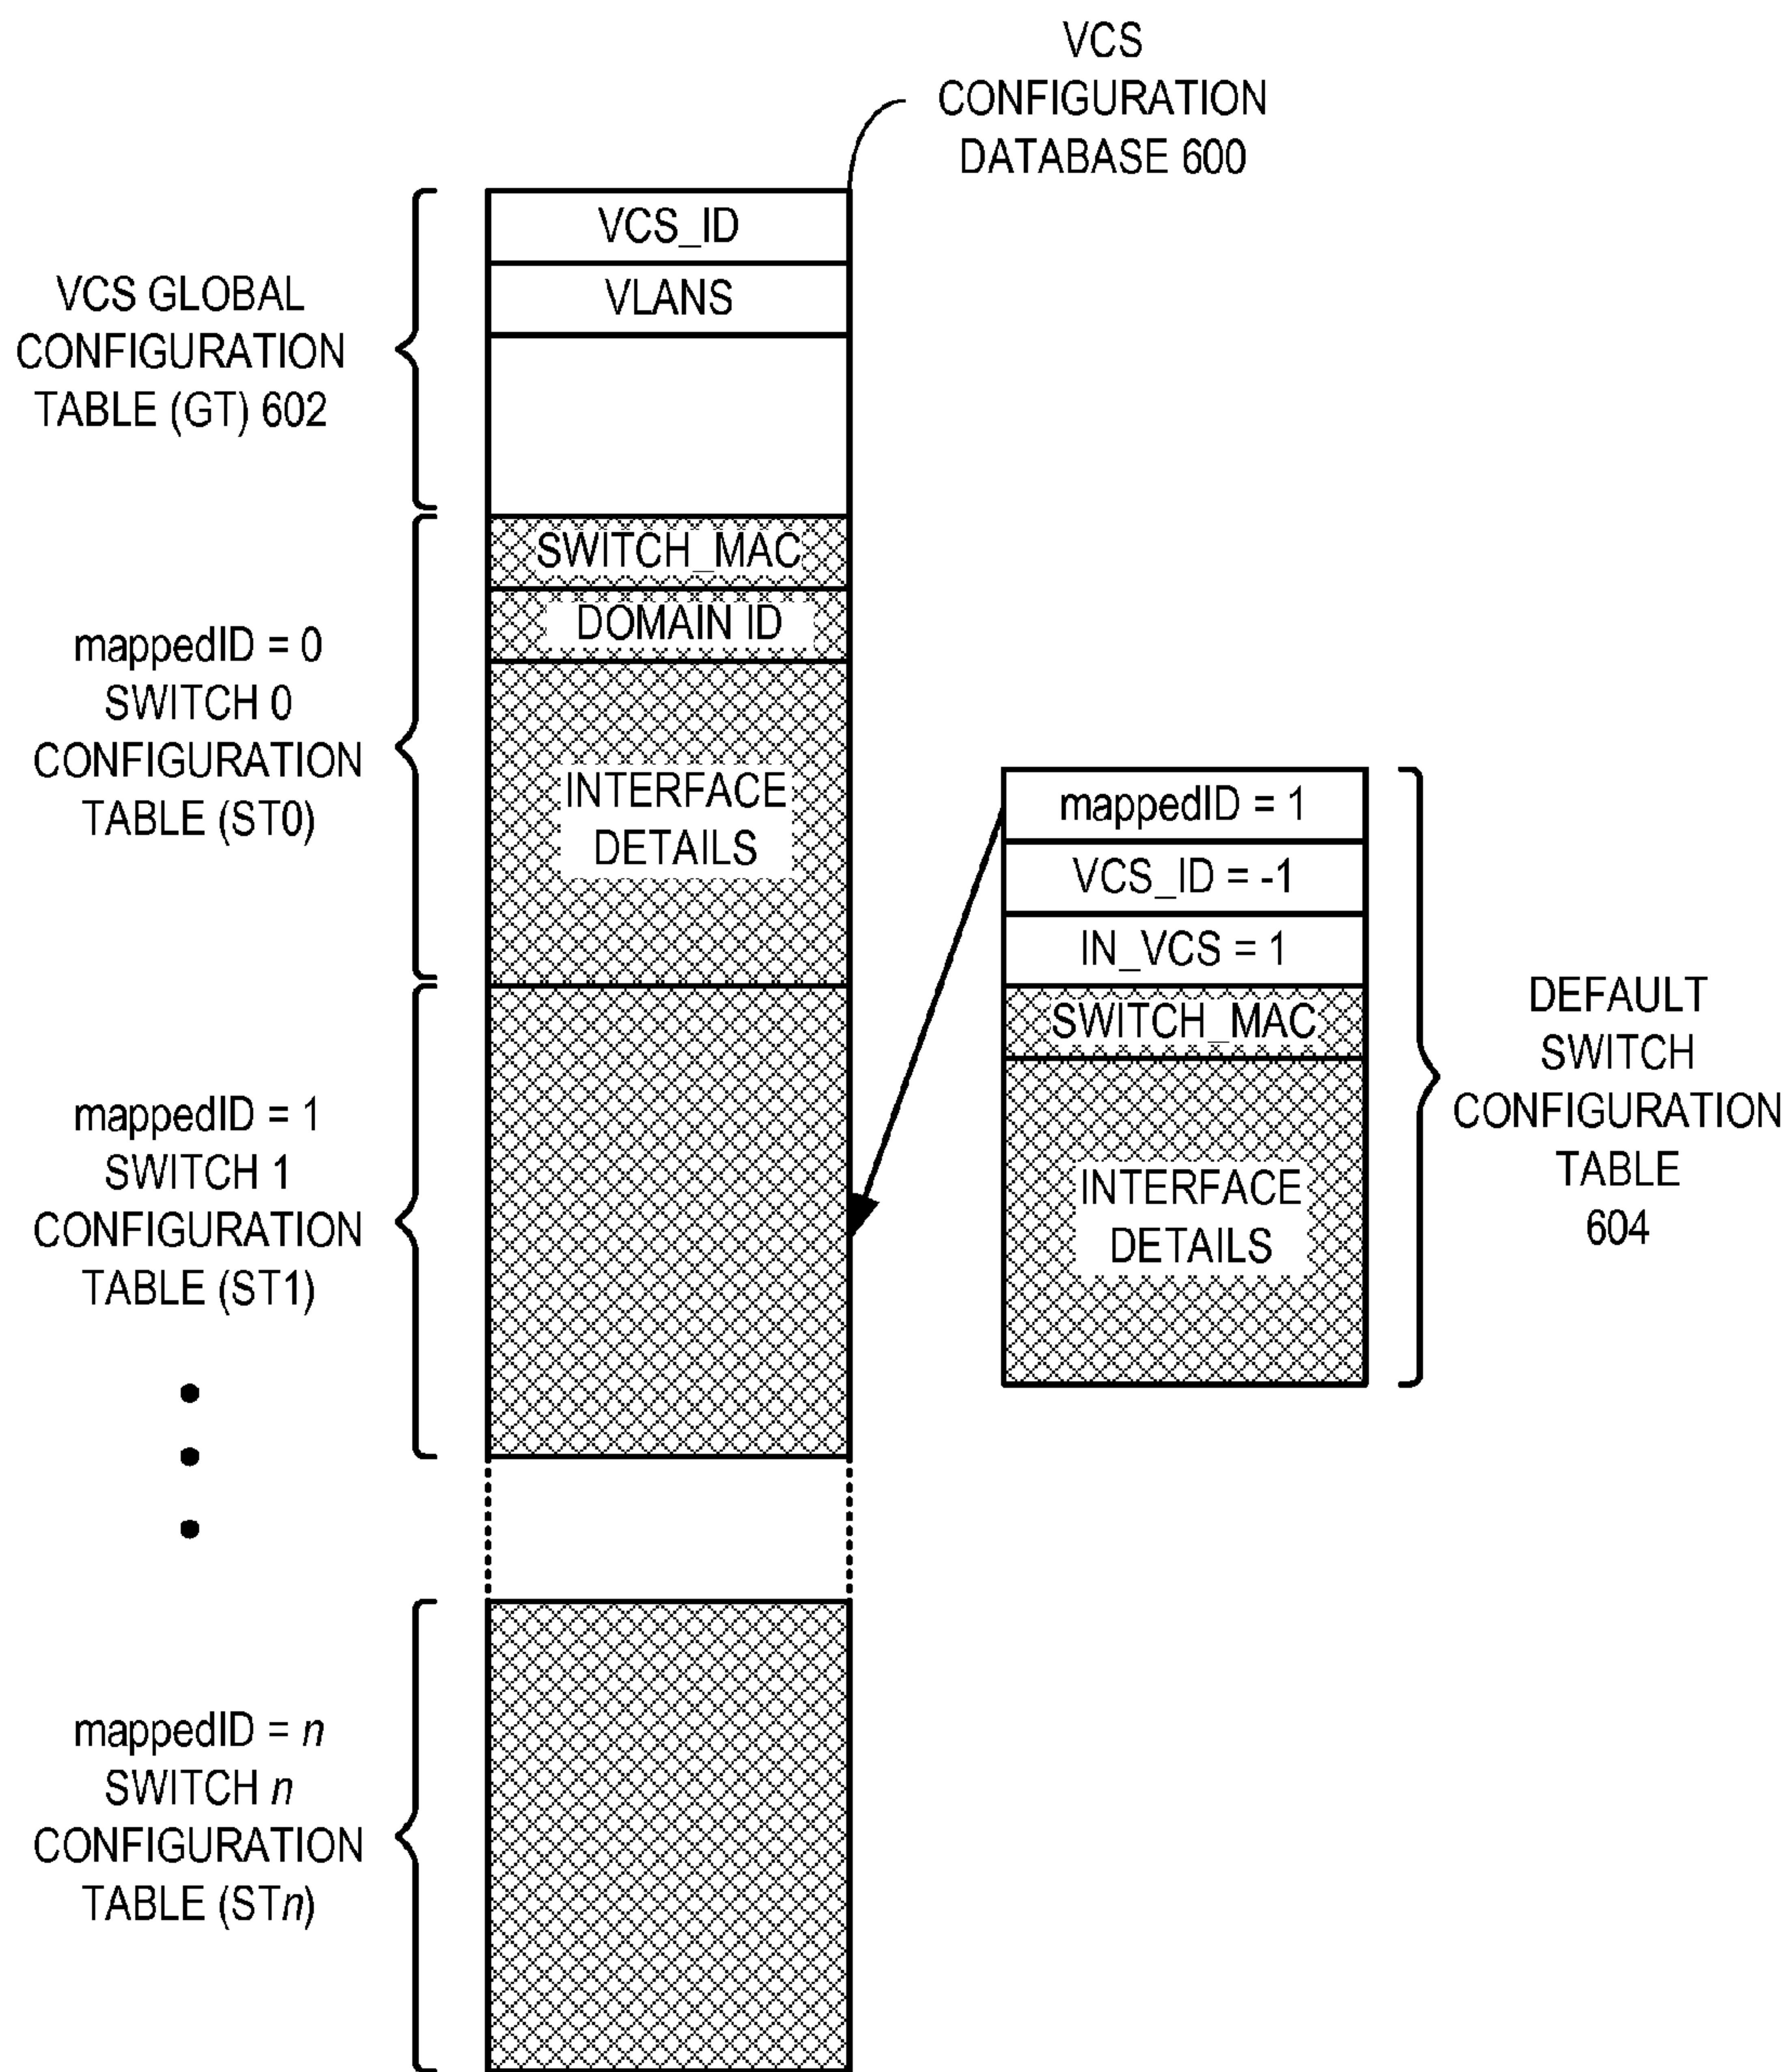 VCS
CONFIGURATION
DATABASE 600
VCS GLOBAL
CONFIGURATION
TABLE (GT) 602
VCS_ID
VLANS
mappedID = 0
SWITCH 0
CONFIGURATION
TABLE (ST0)
SWITCH_MAC
DOMAIN ID
INTERFACE
DETAILS
mappedID = 1
SWITCH 1
CONFIGURATION
TABLE (ST1)
mappedID = 1
VCS_ID = -1
IN_VCS = 1
SWITCH_MAC
INTERFACE
DETAILS
DEFAULT
SWITCH
CONFIGURATION
TABLE
604
mappedID = n
SWITCH n
CONFIGURATION
TABLE (STn)